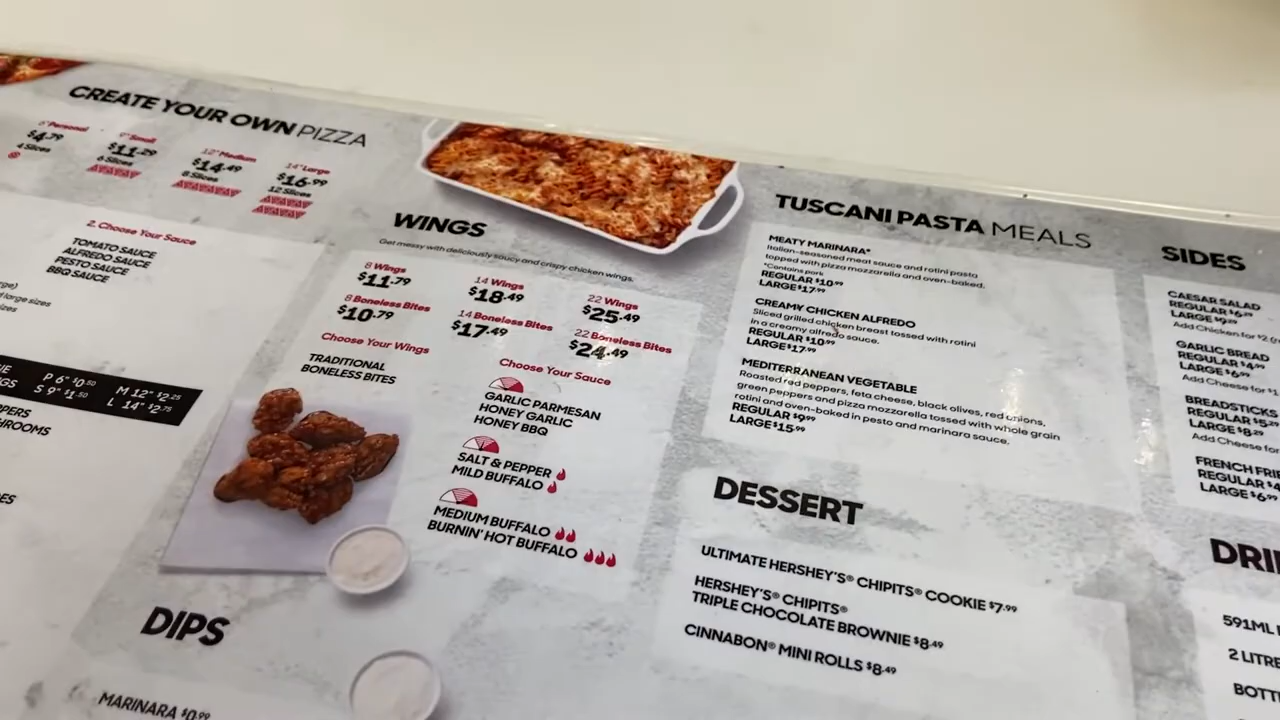 CREATE YOUR OWN PIZZA
6" Personal
$4.79
4 Slices
9" Small
$11.29
6 Slices
12" Medium
$14.49
8 Slices
14" Large
$16.99
12 Slices
2. Choose Your Sauce
TOMATO SAUCE
ALFREDO SAUCE
PESTO SAUCE
BBQ SAUCE
large sizes
P 6" $0.50
S 9" $1.50
M 12" $2.25
L 14" $2.75
WINGS
Get messy with deliciously saucy and crispy chicken wings.
8 Wings
$11.79
14 Wings
$18.49
22 Wings
$25.49
8 Boneless Bites
$10.79
14 Boneless Bites
$17.49
22 Boneless Bites
$24.49
Choose Your Wings
TRADITIONAL
BONELESS BITES
Choose Your Sauce
GARLIC PARMESAN
HONEY GARLIC
HONEY BBQ
SALT & PEPPER
MILD BUFFALO
MEDIUM BUFFALO
BURNIN' HOT BUFFALO
DIPS
MARINARA $0.99
TUSCANI PASTA MEALS
MEATY MARINARA*
Italian-seasoned meat sauce and rotini pasta
topped with pizza mozzarella and oven-baked.
*Contains pork
REGULAR $10.99
LARGE $17.99
CREAMY CHICKEN ALFREDO
Sliced grilled chicken breast tossed with rotini
in a creamy alfredo sauce.
REGULAR $10.99
LARGE $17.99
MEDITERRANEAN VEGETABLE
Roasted red peppers, feta cheese, black olives, red onions,
green peppers and pizza mozzarella tossed with whole grain
rotini and oven-baked in pesto and marinara sauce.
REGULAR $9.99
LARGE $15.99
DESSERT
ULTIMATE HERSHEY'S® CHIPITS® COOKIE $7.99
HERSHEY'S® CHIPITS®
TRIPLE CHOCOLATE BROWNIE $8.49
CINNABON® MINI ROLLS $8.49
SIDES
CAESAR SALAD
REGULAR
LARGE
Add Chicken for
GARLIC BREAD
REGULAR $4.99
LARGE $6.99
Add Cheese for
BREADSTICKS
REGULAR
LARGE $8.29
Add Cheese for
FRENCH
REGULAR
LARGE $6.99
591ML
2 LITRE